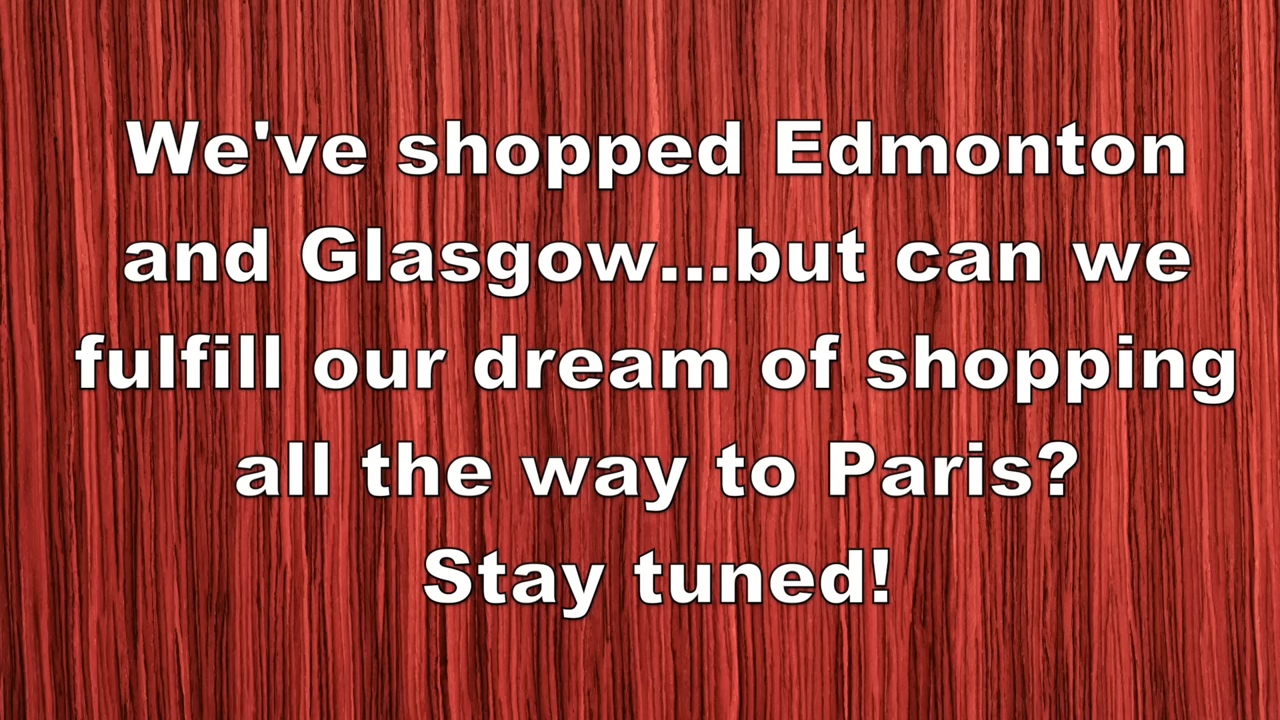 We've shopped Edmonton
and Glasgow...but can we
fulfill our dream of shopping
all the way to Paris?
Stay tuned!